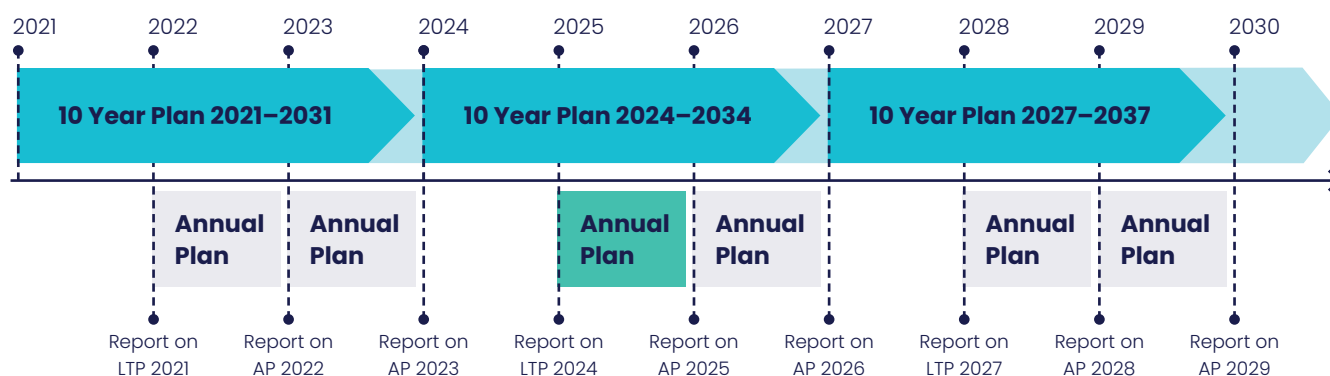 2021 2022 2023 2024 2025 2026 2027 2028 2029 2030
10 Year Plan 2021–2031 10 Year Plan 2024–2034 10 Year Plan 2027–2037
Annual Annual Annual Annual Annual Annual
Plan Plan Plan Plan Plan Plan
Report on Report on Report on Report on Report on Report on Report on Report on Report on
LTP 2021 AP 2022 AP 2023 LTP 2024 AP 2025 AP 2026 LTP 2027 AP 2028 AP 2029